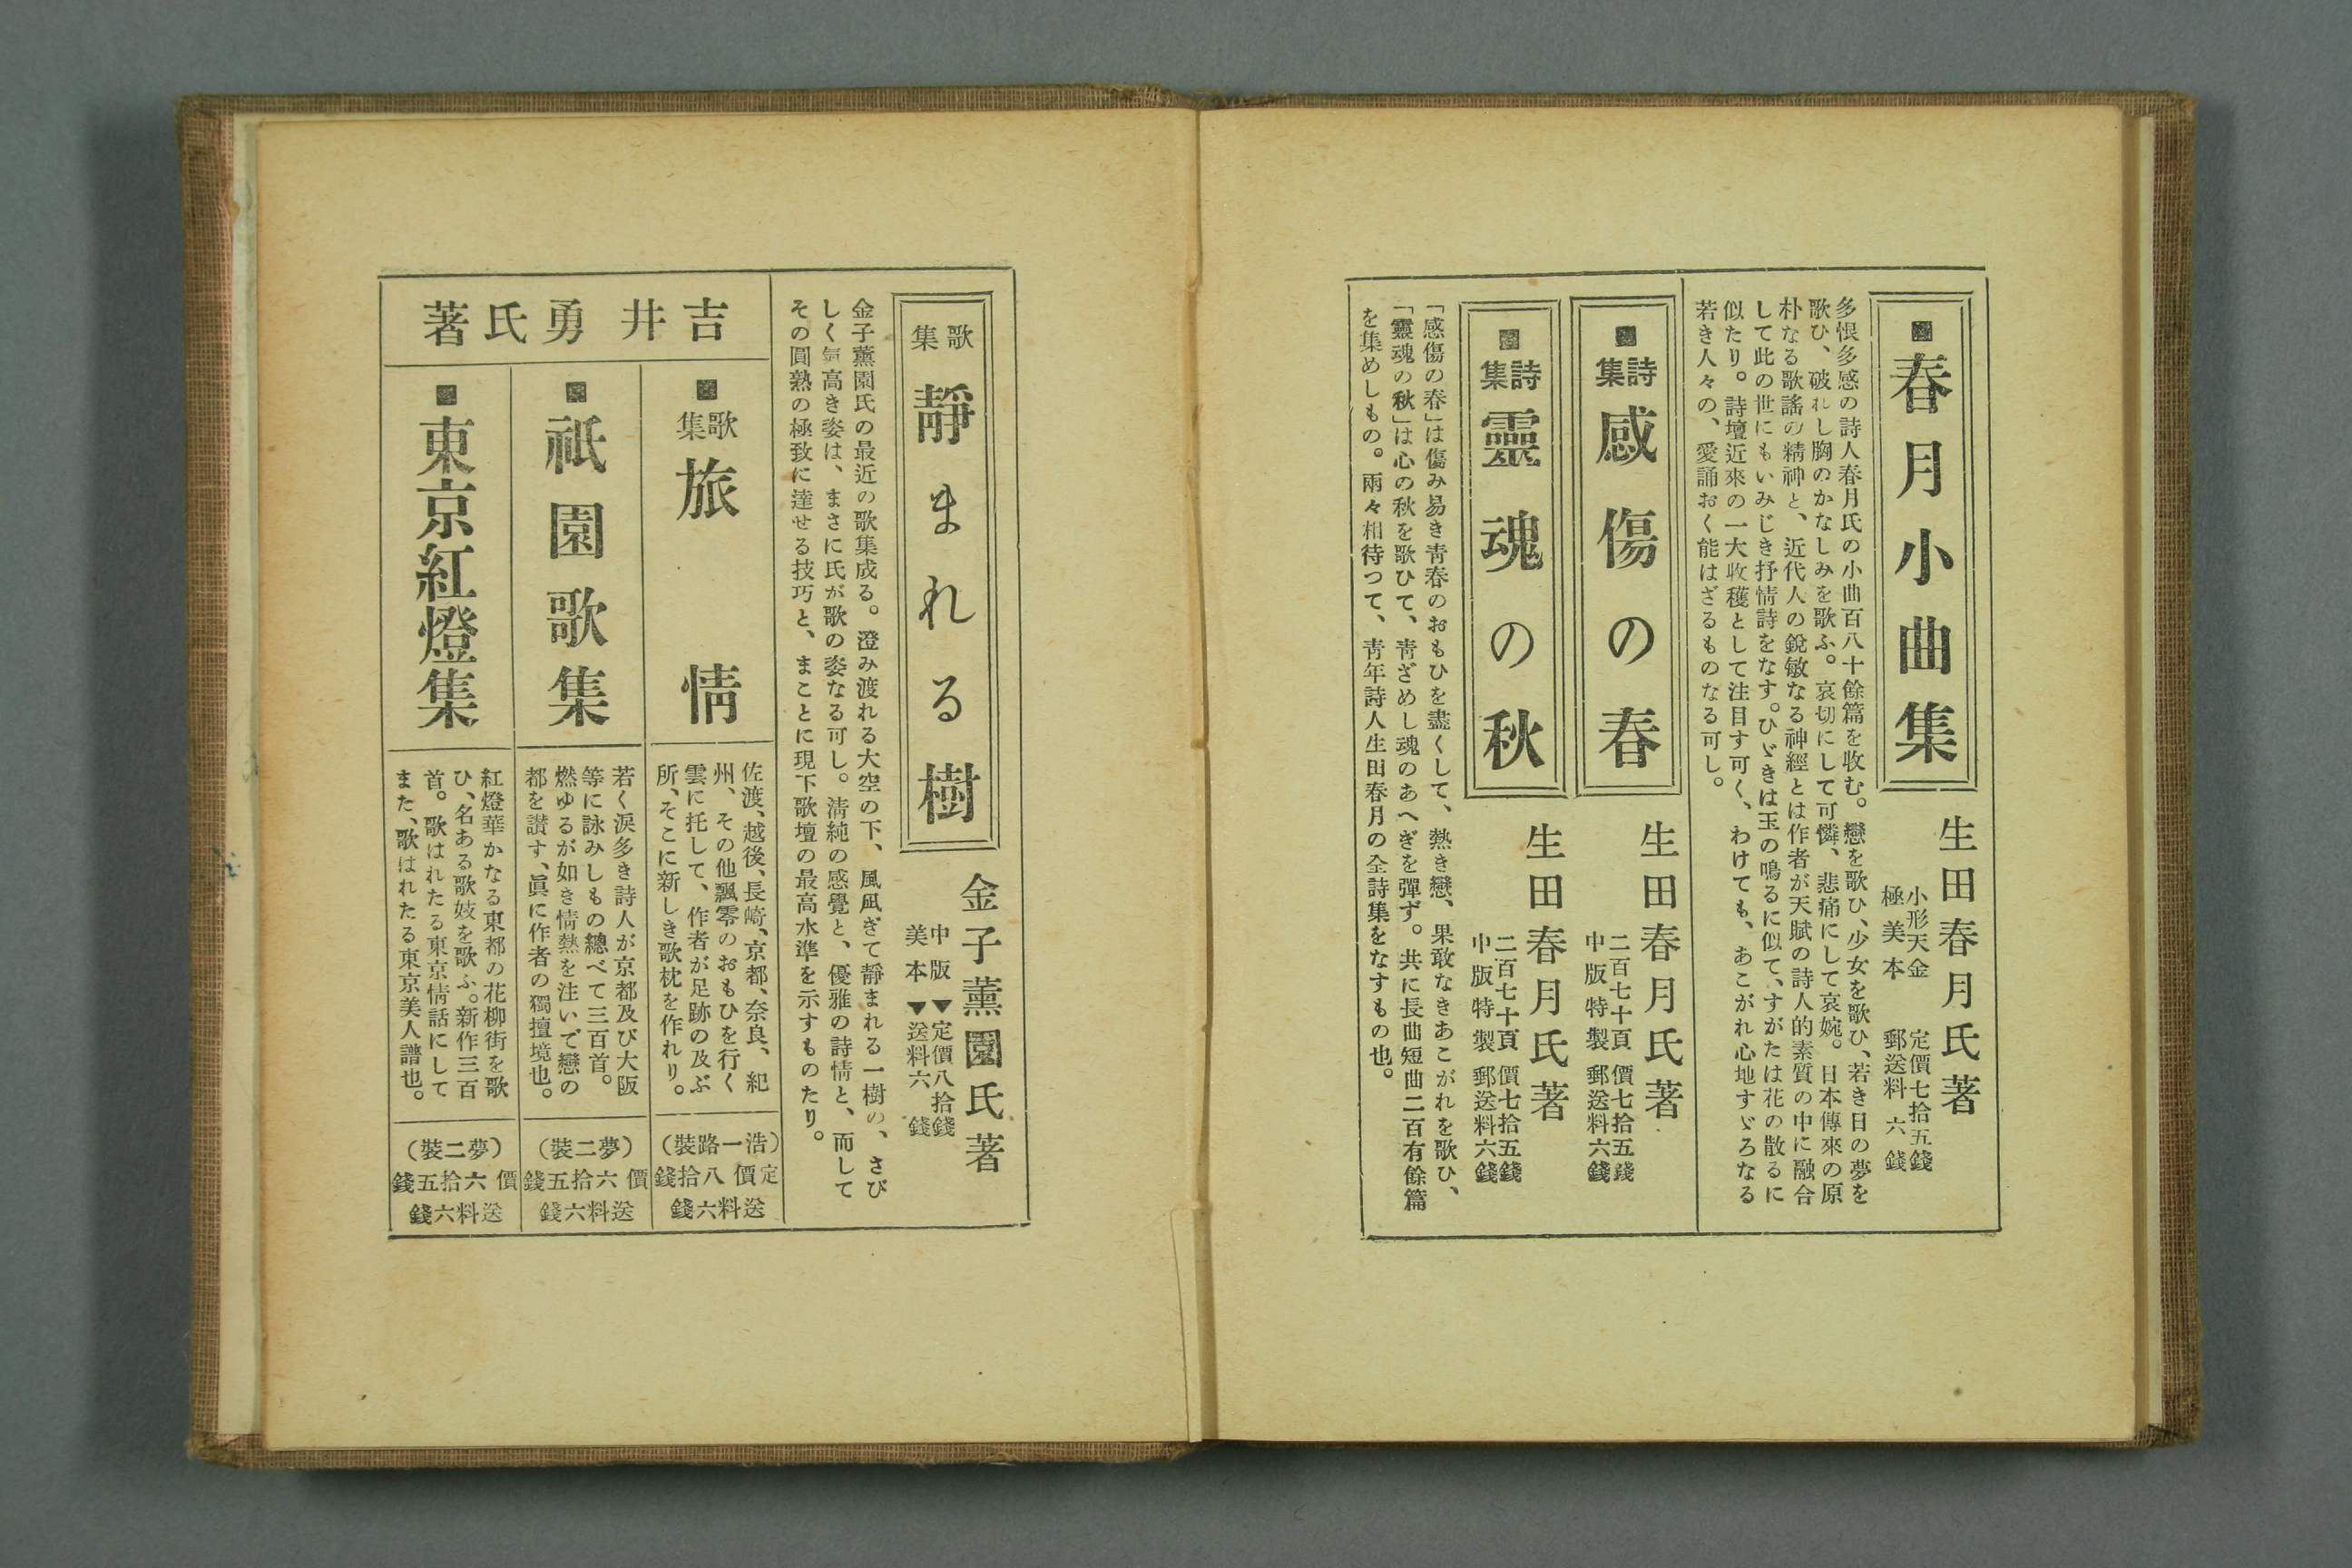 ■春月小曲集
生田春月氏著
小形天金
極美本
定價七拾五錢
郵送料六錢
多恨多感の詩人春月氏の小曲百八十餘篇を收む。戀を歌ひ、少女を歌ひ、若き日の夢を
歌ひ、破れし胸のかなしみを歌ふ。哀切にして可憐、悲痛にして哀婉。日本傳來の原
朴なる歌謠の精神と、近代人の銳敏なる神經とは作者が天賦の詩人的素質の中に融合
して此の世にもいみじき抒情詩をなす。ひゞきは玉の鳴るに似て、すがたは花の散るに
似たり。詩壇近來の一大收穫として注目す可く、わけても、あこがれ心地すゞろなる
若き人々の、愛誦おく能はざるものなる可し。
■詩集 感傷の春
生田春月氏著
二百七十頁 價七拾五錢
中版特製 郵送料六錢
■詩集 靈魂の秋
生田春月氏著
二百七十頁 價七拾五錢
中版特製 郵送料六錢
「感傷の春」は傷み易き靑春のおもひを盡くして、熱き戀、果敢なきあこがれを歌ひ、
「靈魂の秋」は心の秋を歌ひて、靑ざめし魂のあへぎを彈ず。共に長曲短曲二百有餘篇
を集めしもの。兩々相待つて、靑年詩人生田春月の全詩集をなすもの也。
歌集 靜まれる樹
金子薰園氏著
中版▼定價八拾錢
美本▼送料六錢
金子薰園氏の最近の歌集成る。澄み渡れる大空の下、風凪ぎて靜まれる一樹の、さび
しく氣高き姿は、まさに氏が歌の姿なる可し。淸純の感覺と、優雅の詩情と、而して
その圓熟の極致に達せる技巧と、まことに現下歌壇の最高水準を示すものたり。
吉井勇氏著
■歌集 旅情
佐渡、越後、長崎、京都、奈良、紀
州、その他飄零のおもひを行く
雲に托して、作者が足跡の及ぶ
所、そこに新しき歌枕を作れり。
(浩一路裝)
定價八拾錢
送料六錢
■祇園歌集
若く淚多き詩人が京都及び大阪
等に詠みしもの總べて三百首。
燃ゆるが如き情熱を注いで戀の
都を讃す、眞に作者の獨擅境也。
(夢二裝)
價六拾五錢
送料六錢
■東京紅燈集
紅燈華かなる東都の花柳街を歌
ひ、名ある歌妓を歌ふ。新作三百
首。歌はれたる東京情話にして
また、歌はれたる東京美人譜也。
(夢二裝)
價六拾五錢
送料六錢